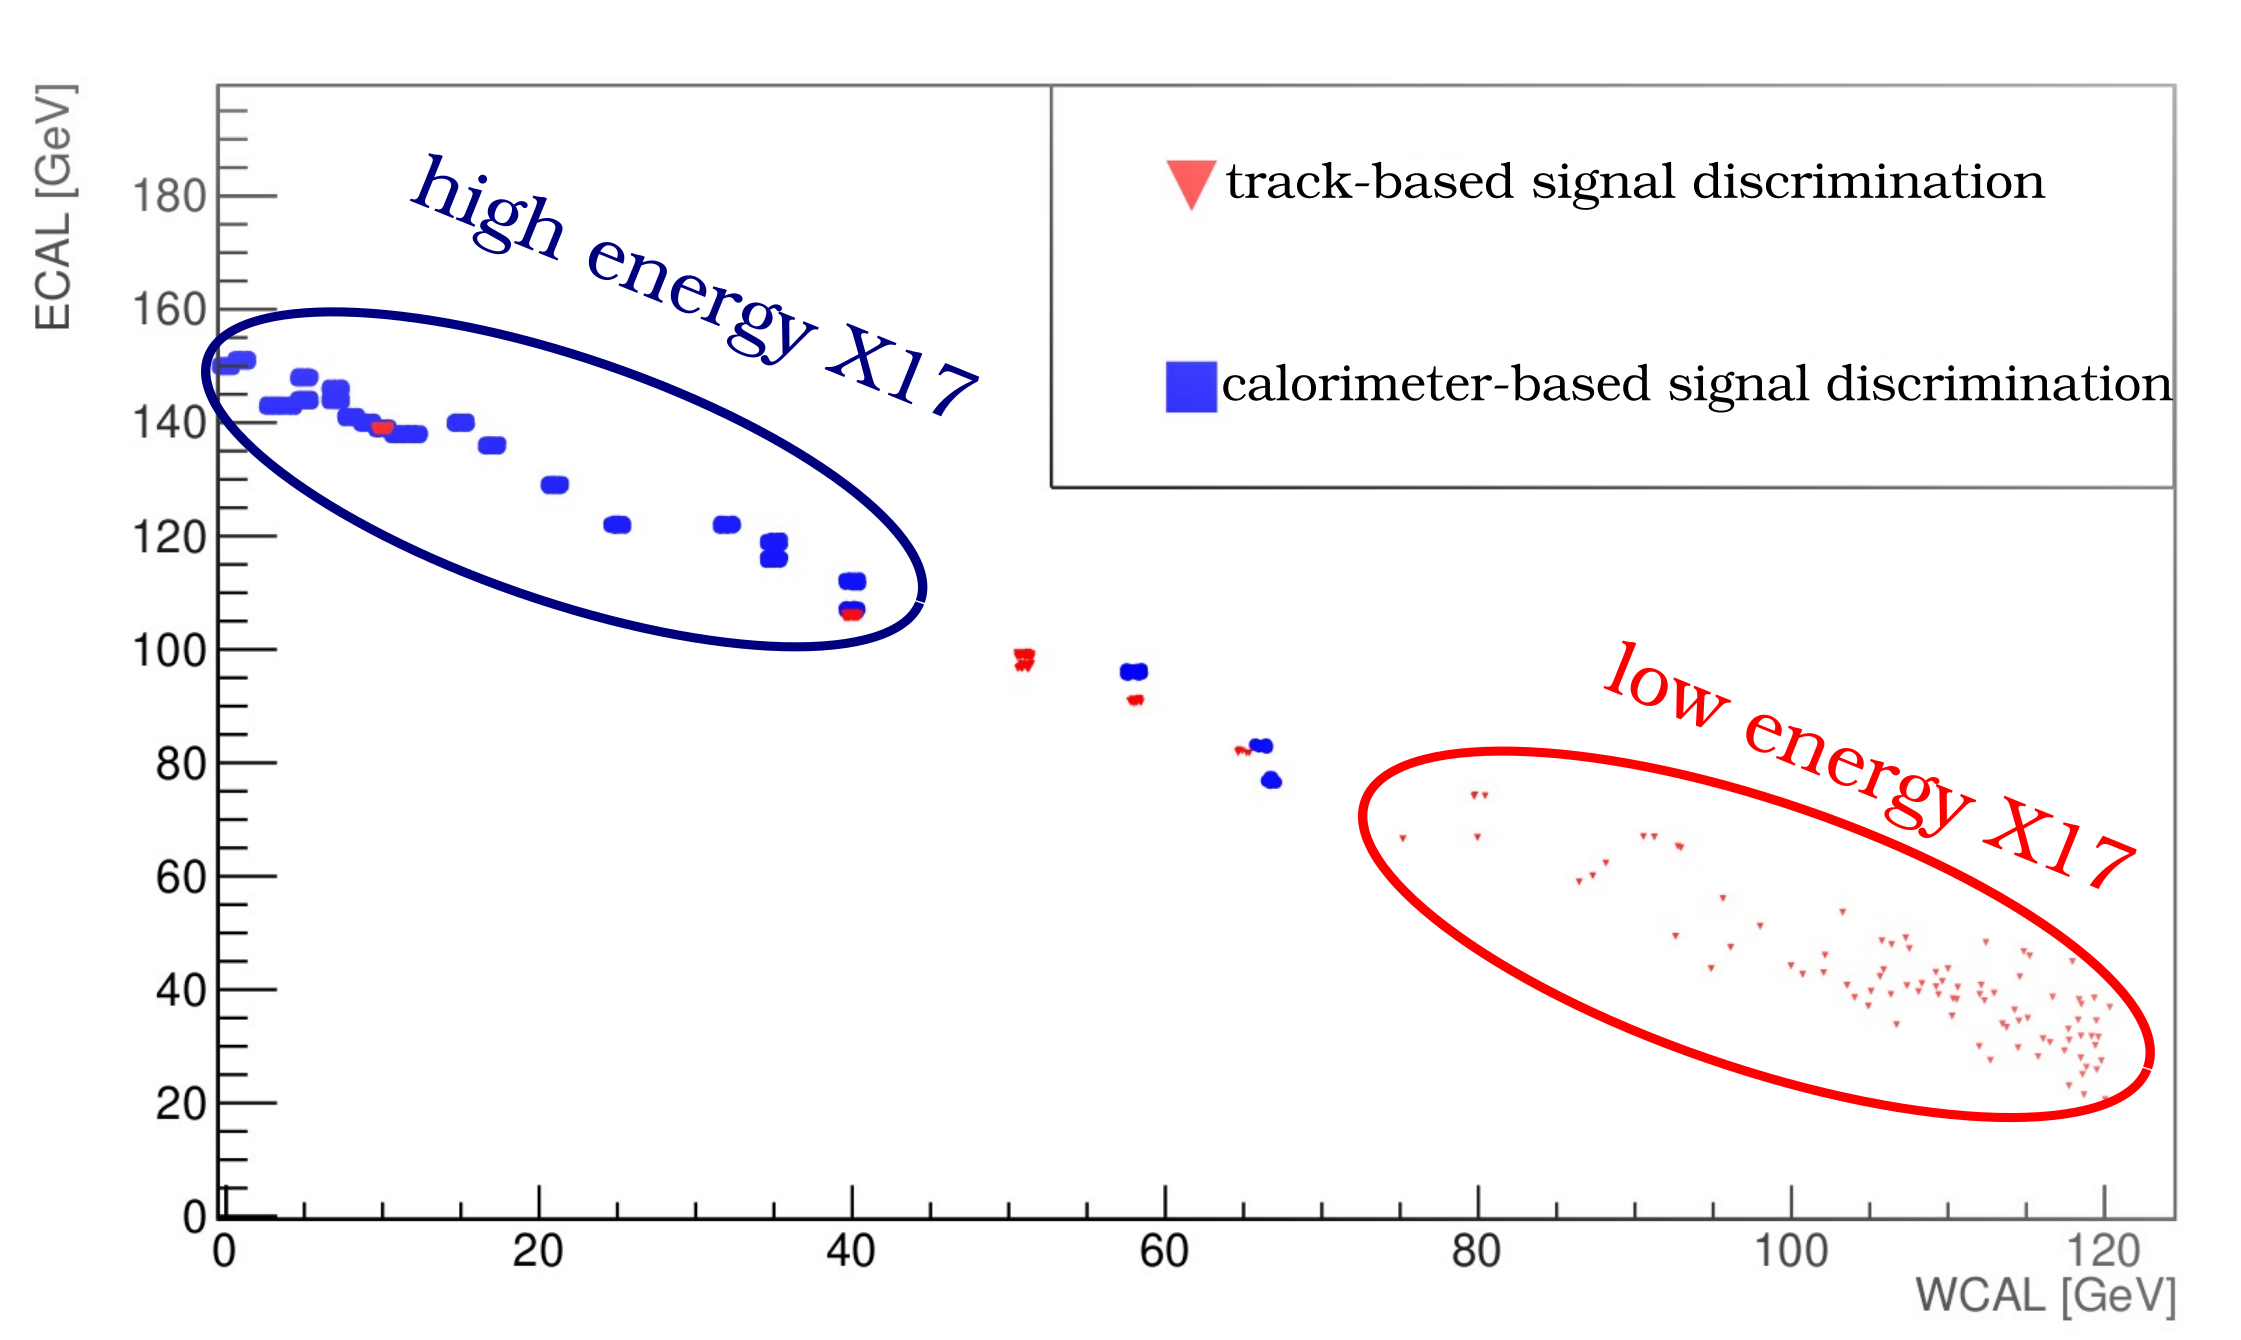 ECAL [GeV]
180
160
140
120
100
80
60
40
20
0
high energy X17
track-based signal discrimination
calorimeter-based signal discrimination
low energy X17
0 20 40 60 80 100 120
WCAL [GeV]